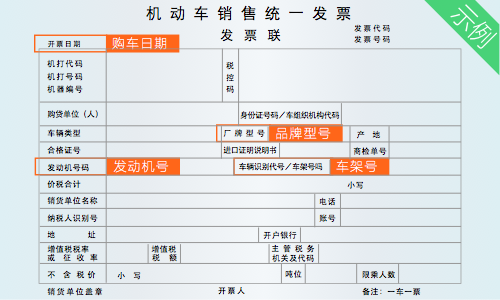 机动车销售统一发票
示例
发票联
发票代码
发票号码
开票日期 购车日期
机打代码
机打号码
机器编号
税控码
购货单位（人） 身份证号码／车组织机构代码
车辆类型 厂牌型号 品牌型号 产地
合格证号 进口证明说明书 商检单号
发动机号码 发动机号 车辆识别代号／车架号吗 车架号
价税合计 小写
销货单位名称 电话
纳税人识别号 账号
地址 开户银行
增值税税率
或征收率
增值税
税额
主管税务
机关及代码
不含税价 小写 吨位 限乘人数
销货单位盖章 开票人 备注：一车一票